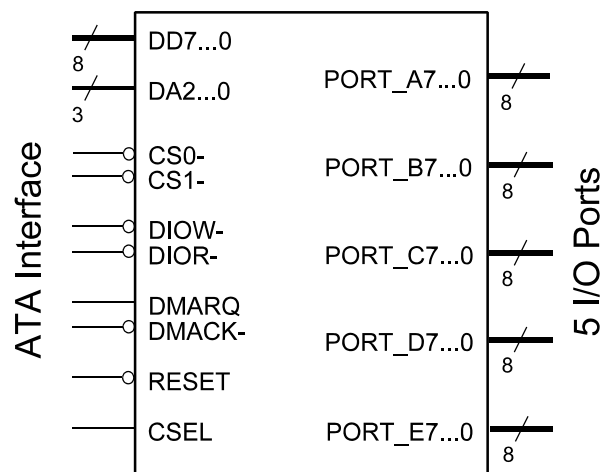 ATA Interface
DD7...0
8
DA2...0
3
CS0-
CS1-
DIOW-
DIOR-
DMARQ
DMACK-
RESET
CSEL
PORT_A7...0
8
PORT_B7...0
8
PORT_C7...0
8
PORT_D7...0
8
PORT_E7...0
8
5 I/O Ports